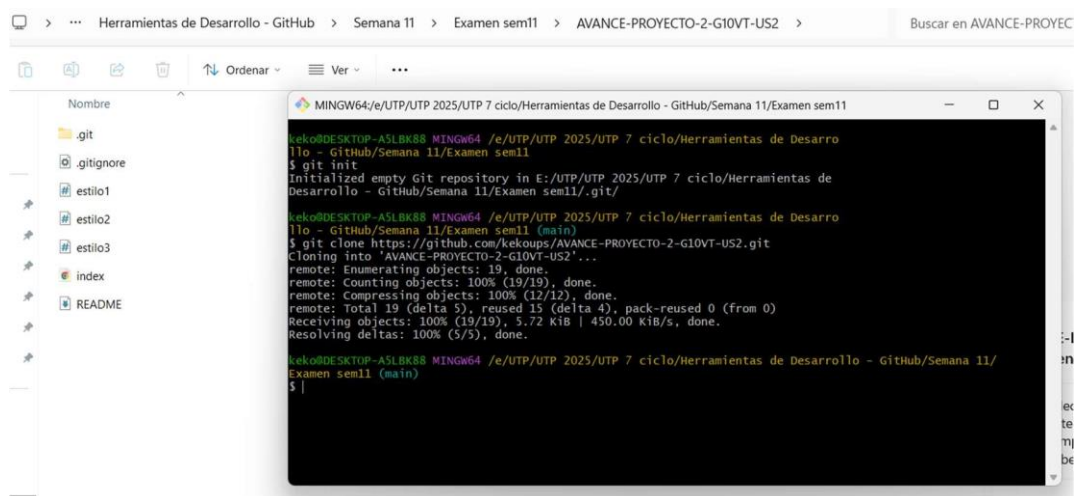 Herramientas de Desarrollo - GitHub > Semana 11 > Examen sem11 > AVANCE-PROYECTO-2-G10VT-US2 > Buscar en AVANCE-PROYEC
Ordenar Ver ...
Nombre
.git
.gitignore
estilo1
estilo2
estilo3
index
README
MINGW64:/e/UTP/UTP 2025/UTP 7 ciclo/Herramientas de Desarrollo - GitHub/Semana 11/Examen sem11
keko@DESKTOP-A5LBK88 MINGW64 /e/UTP/UTP 2025/UTP 7 ciclo/Herramientas de Desarro
llo - GitHub/Semana 11/Examen sem11
$ git init
Initialized empty Git repository in E:/UTP/UTP 2025/UTP 7 ciclo/Herramientas de
Desarrollo - GitHub/Semana 11/Examen sem11/.git/
keko@DESKTOP-A5LBK88 MINGW64 /e/UTP/UTP 2025/UTP 7 ciclo/Herramientas de Desarro
llo - GitHub/Semana 11/Examen sem11 (main)
$ git clone https://github.com/kekoups/AVANCE-PROYECTO-2-G10VT-US2.git
Cloning into 'AVANCE-PROYECTO-2-G10VT-US2'...
remote: Enumerating objects: 19, done.
remote: Counting objects: 100% (19/19), done.
remote: Compressing objects: 100% (12/12), done.
remote: Total 19 (delta 5), reused 15 (delta 4), pack-reused 0 (from 0)
Receiving objects: 100% (19/19), 5.72 KiB | 450.00 KiB/s, done.
Resolving deltas: 100% (5/5), done.
keko@DESKTOP-A5LBK88 MINGW64 /e/UTP/UTP 2025/UTP 7 ciclo/Herramientas de Desarrollo - GitHub/Semana 11/
Examen sem11 (main)
$